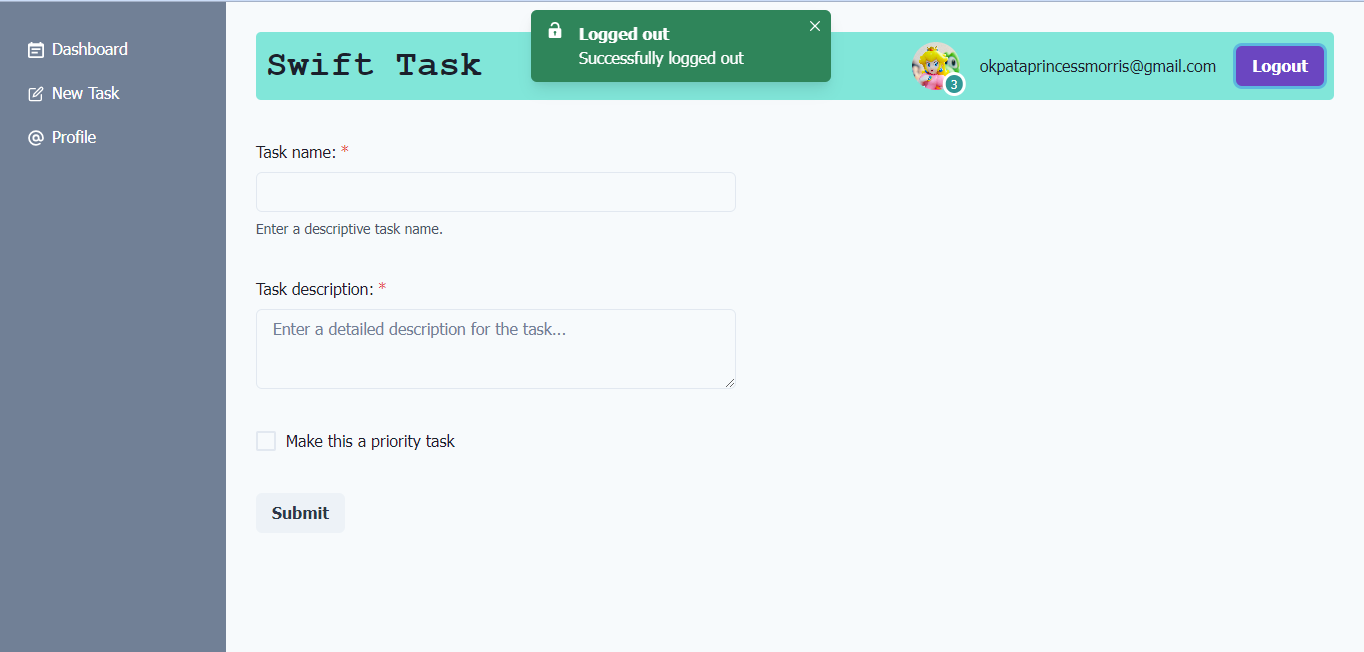 Dashboard
New Task
Profile
Swift Task
Logged out
Successfully logged out
3
okpataprincessmorris@gmail.com
Logout
Task name: *
Enter a descriptive task name.
Task description: *
Enter a detailed description for the task...
Make this a priority task
Submit